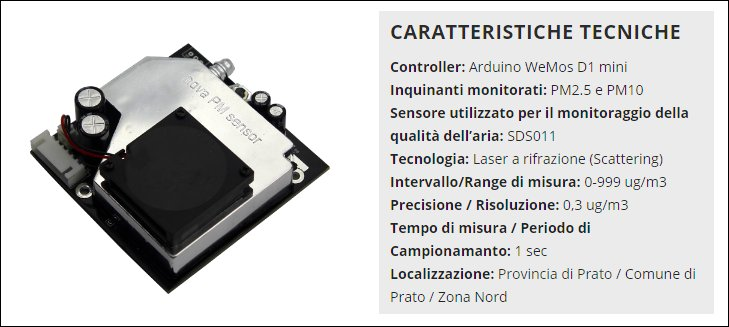 nova PM sensor
CARATTERISTICHE TECNICHE
Controller: Arduino WeMos D1 mini
Inquinanti monitorati: PM2.5 e PM10
Sensore utilizzato per il monitoraggio della
qualità dell’aria: SDS011
Tecnologia: Laser a rifrazione (Scattering)
Intervallo/Range di misura: 0-999 ug/m3
Precisione / Risoluzione: 0,3 ug/m3
Tempo di misura / Periodo di
Campionamanto: 1 sec
Localizzazione: Provincia di Prato / Comune di
Prato / Zona Nord